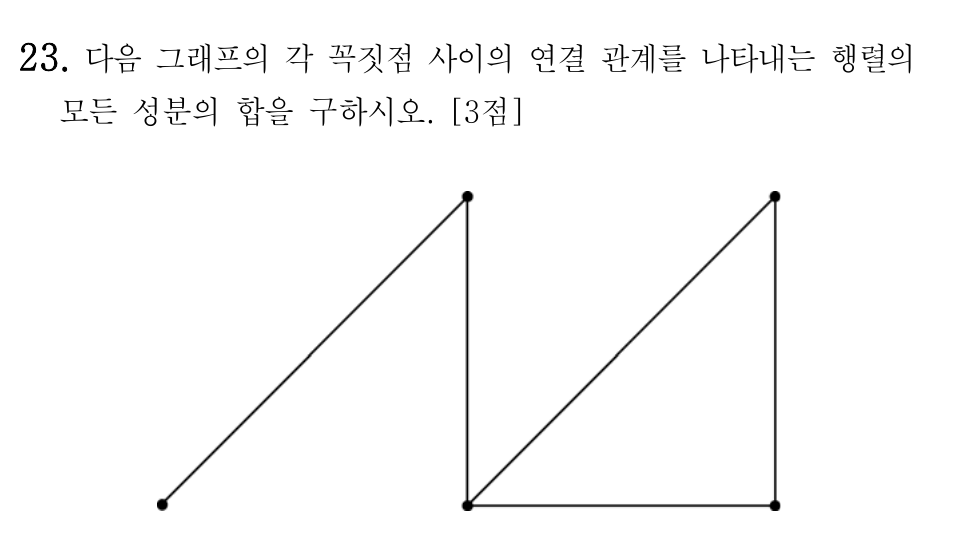 23. 다음 그래프의 각 꼭짓점 사이의 연결 관계를 나타내는 행렬의
모든 성분의 합을 구하시오. [3점]